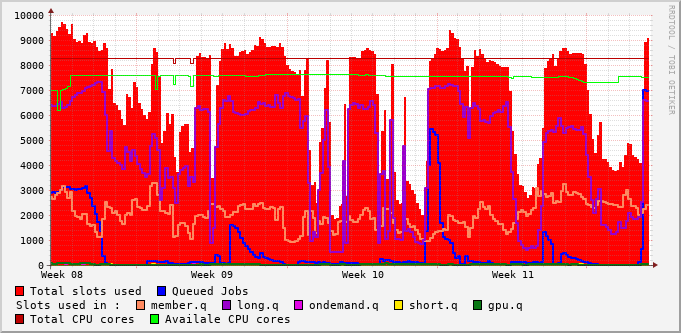 10000
9000
8000
7000
6000
5000
4000
3000
2000
1000
0
Week 08 Week 09 Week 10 Week 11
RRDTOOL / TOBI OETIKER
Total slots used Queued Jobs
Slots used in : member.q long.q ondemand.q short.q gpu.q
Total CPU cores Availale CPU cores